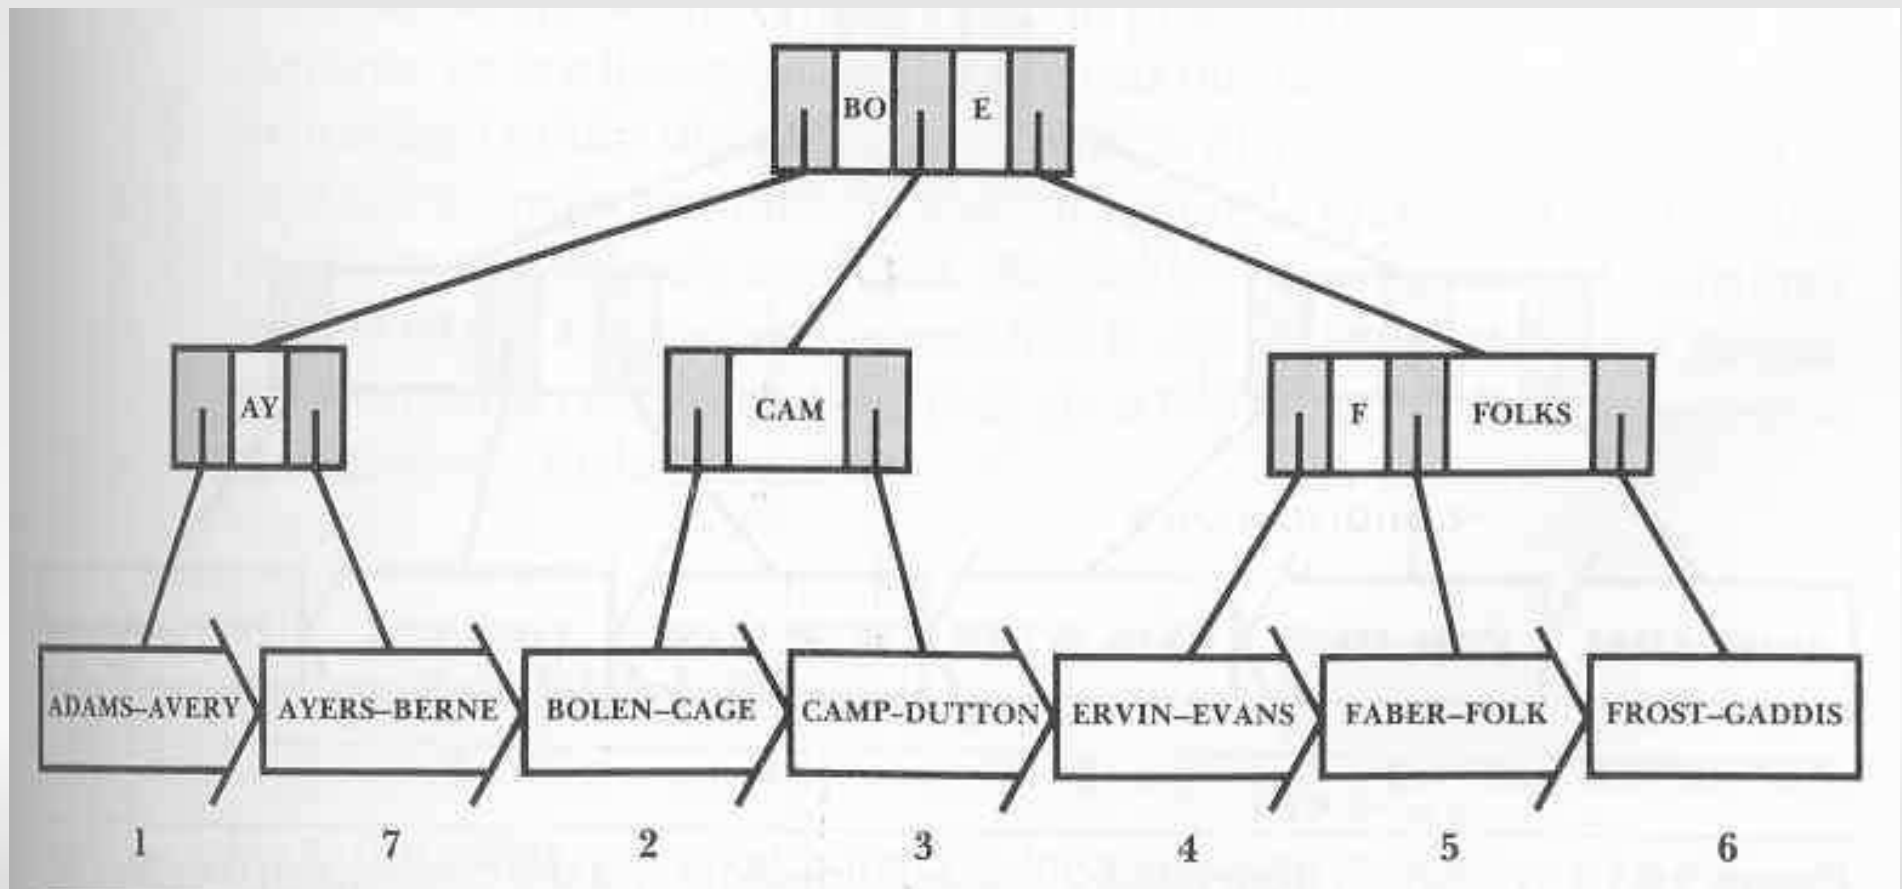 BO E
AY CAM F FOLKS
ADAMS–AVERY AYERS–BERNE BOLEN–CAGE CAMP–DUTTON ERVIN–EVANS FABER–FOLK FROST–GADDIS
1 7 2 3 4 5 6